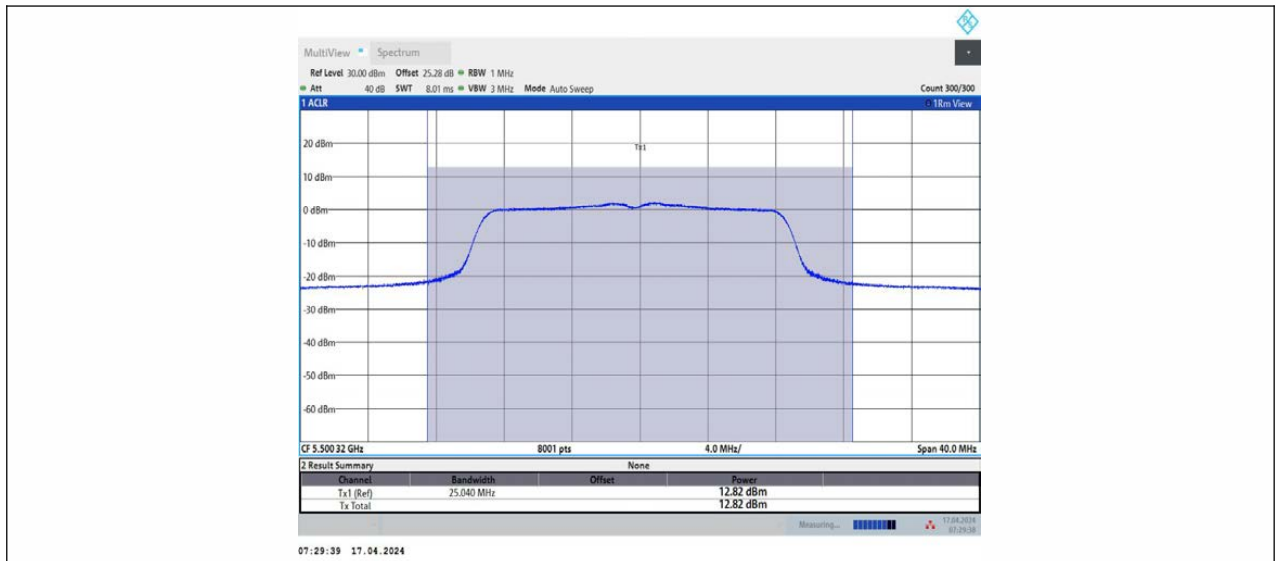 MultiView Spectrum
Ref Level 30.00 dBm Offset 25.28 dB RBW 1 MHz
Att 40 dB SWT 8.01 ms VBW 3 MHz Mode Auto Sweep Count 300/300
1 ACLR 1Rm View
20 dBm
Tx1
10 dBm
0 dBm
-10 dBm
-20 dBm
-30 dBm
-40 dBm
-50 dBm
-60 dBm
CF 5.500 32 GHz 8001 pts 4.0 MHz/ Span 40.0 MHz
2 Result Summary None
Channel Bandwidth Offset Power
Tx1 (Ref) 25.040 MHz 12.82 dBm
Tx Total 12.82 dBm
Measuring... 17.04.2024
07:29:38
07:29:39 17.04.2024